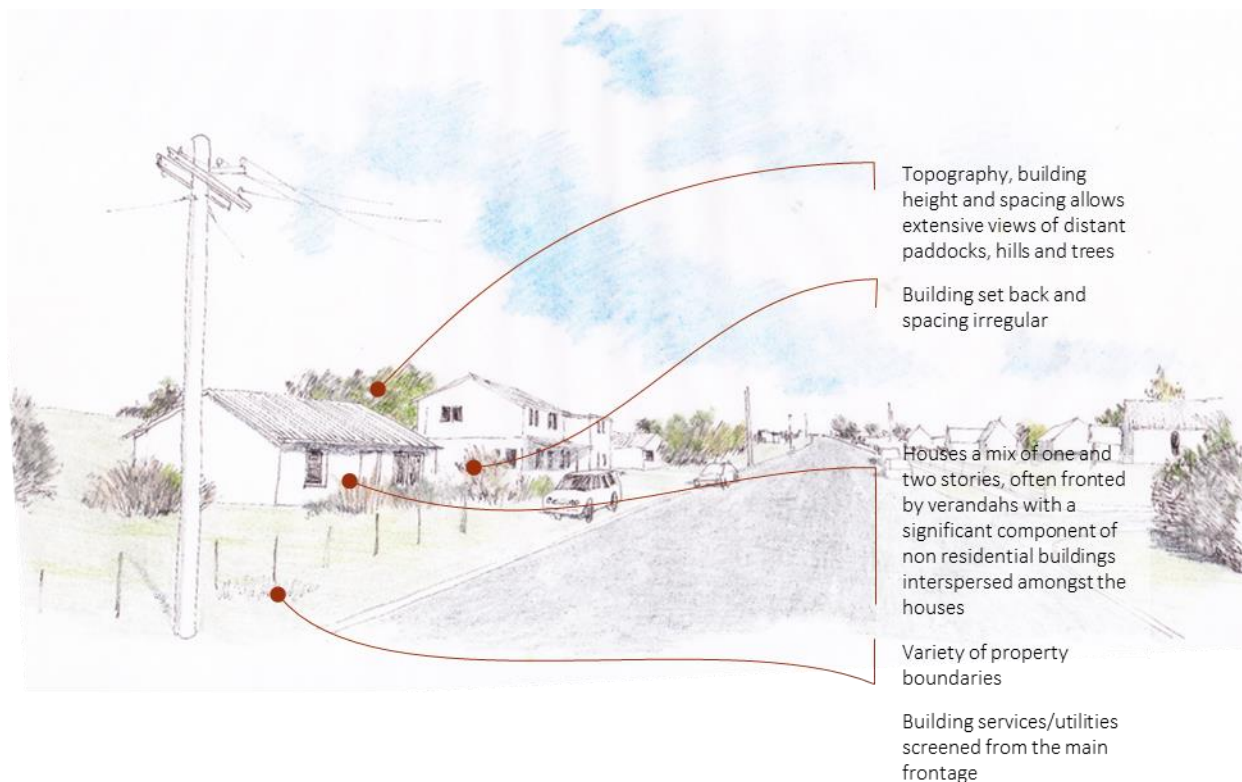 Topography, building
height and spacing allows
extensive views of distant
paddocks, hills and trees
Building set back and
spacing irregular
Houses a mix of one and
two stories, often fronted
by verandahs with a
significant component of
non residential buildings
interspersed amongst the
houses
Variety of property
boundaries
Building services/utilities
screened from the main
frontage